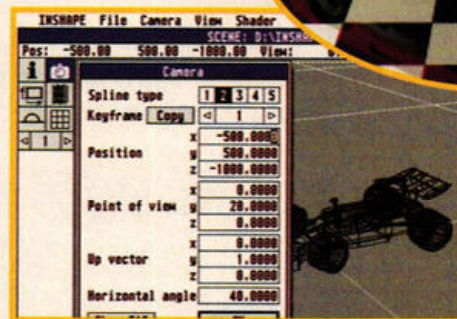 INSHAPE File Camera View Shader
SCENE: D:\INSHA
Pos: -500.00 500.00 -1000.00 View:
Camera
Spline type 1 2 3 4 5
Keyframe Copy 1
x -500.0000
Position y 500.0000
z -1000.0000
x 0.0000
Point of view y 20.0000
z 0.0000
x 0.0000
Up vector y 1.0000
z 0.0000
Horizontal angle 40.0000
1